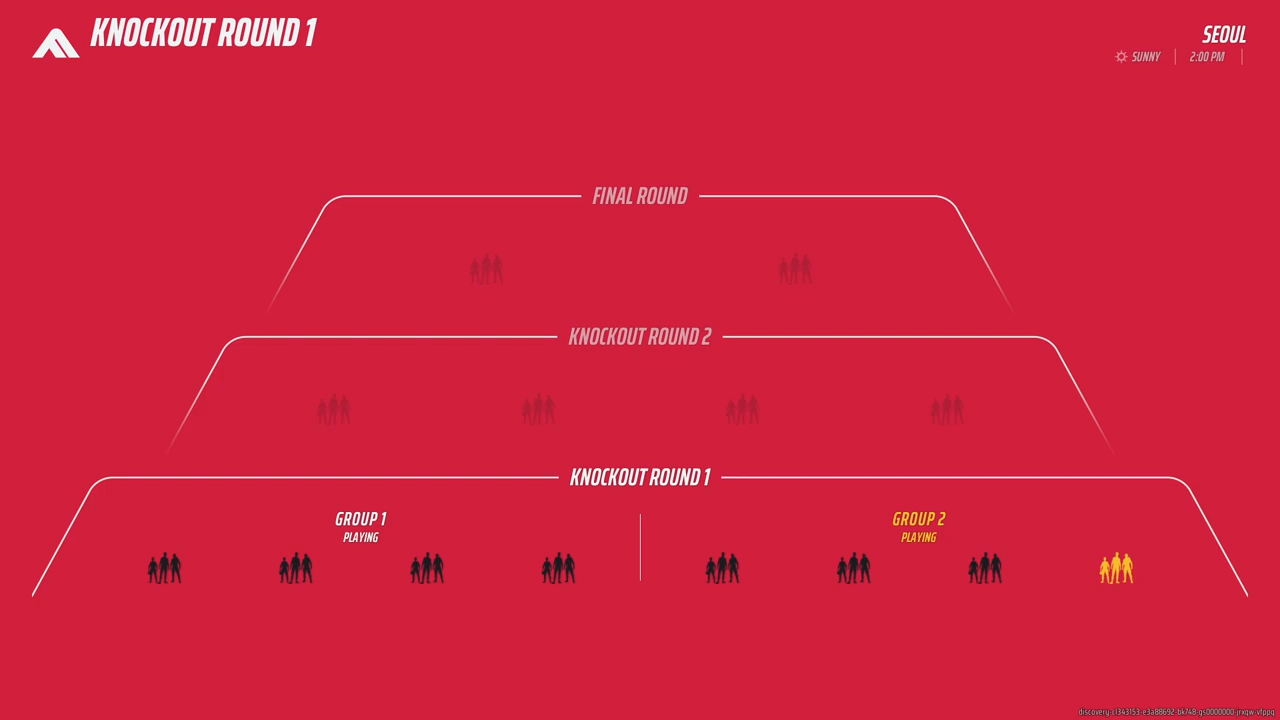 KNOCKOUT ROUND 1
SEOUL
SUNNY
2:00 PM
FINAL ROUND
KNOCKOUT ROUND 2
KNOCKOUT ROUND 1
GROUP 1
PLAYING
GROUP 2
PLAYING